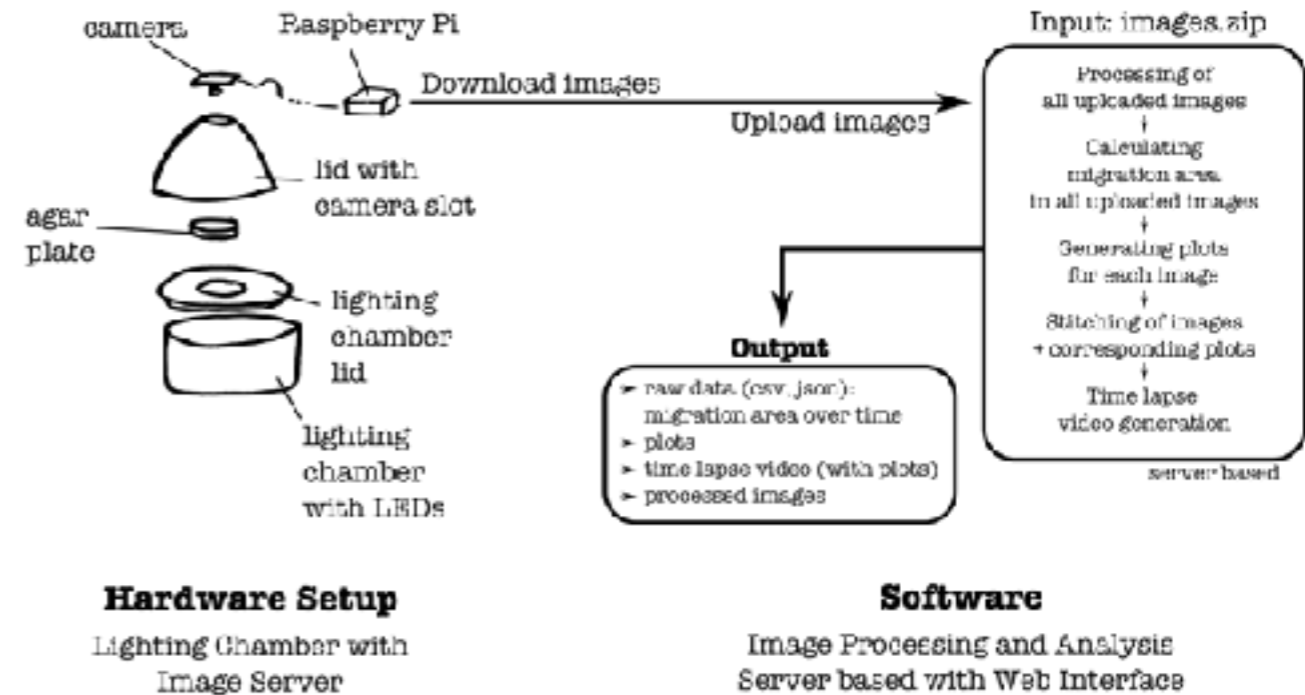 camera
Raspberry Pi
Download images
Upload images
lid with
camera slot
agar
plate
lighting
chamber
lid
lighting
chamber
with LEDs
Hardware Setup
Lighting Chamber with
Image Server
Input: images.zip
Processing of
all uploaded images
Calculating
migration area
in all uploaded images
Generating plots
for each image
Stitching of images
+ corresponding plots
Time lapse
video generation
server based
Output
➢ raw data (csv, json):
migration area over time
➢ plots
➢ time lapse video (with plots)
➢ processed images
Software
Image Processing and Analysis
Server based with Web Interface